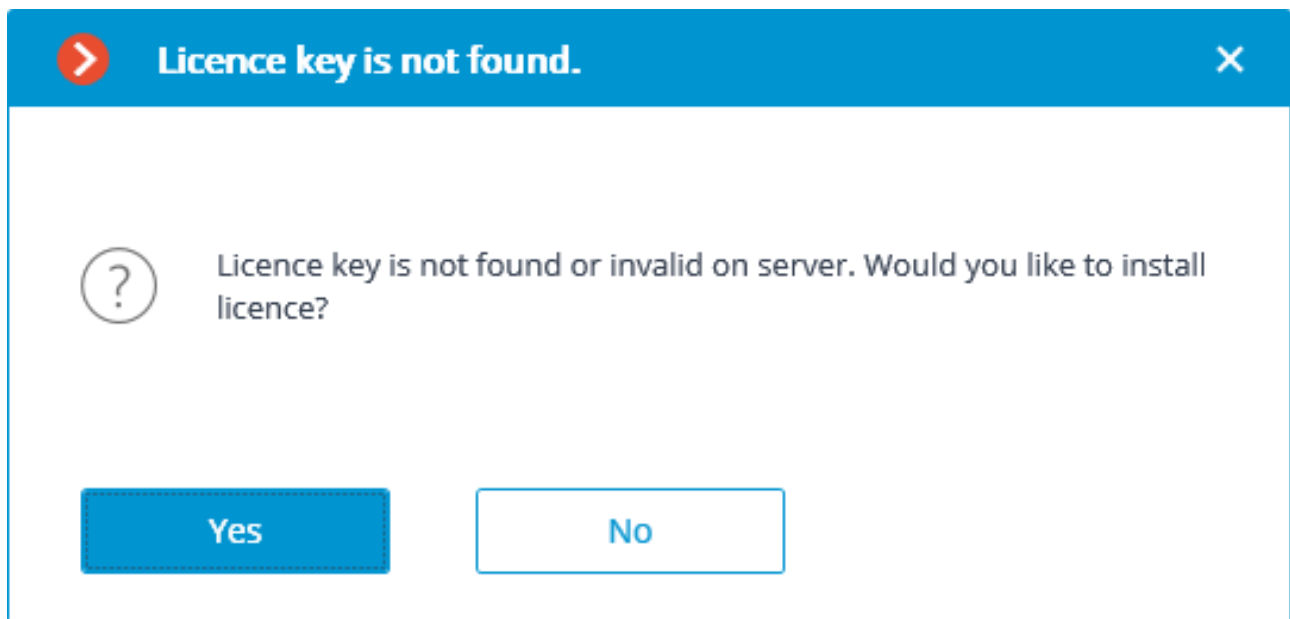 Licence key is not found.
Licence key is not found or invalid on server. Would you like to install
licence?
Yes
No